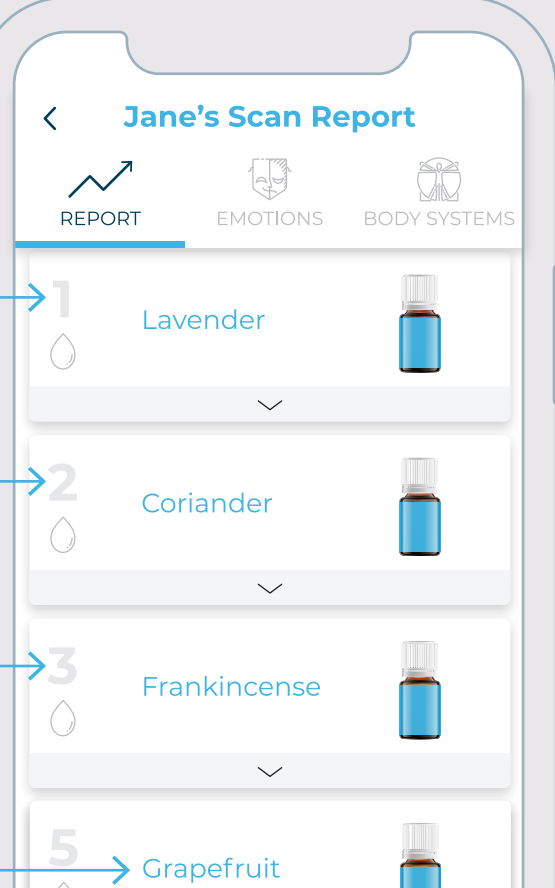 Jane's Scan Report
REPORT
EMOTIONS
BODY SYSTEMS
1
Lavender
2
Coriander
3
Frankincense
5
Grapefruit